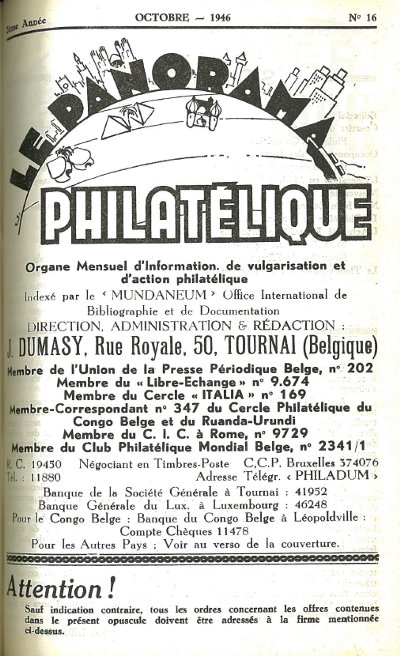 2ème Année
OCTOBRE — 1946
N° 16
LE PANORAMA
PHILATÉLIQUE
Organe Mensuel d'Information, de vulgarisation et
d'action philatélique
Indexé par le ‹ MUNDANEUM › Office International de
Bibliographie et de Documentation
DIRECTION, ADMINISTRATION & RÉDACTION :
J. DUMASY, Rue Royale, 50, TOURNAI (Belgique)
Membre de l'Union de la Presse Périodique Belge, n° 202
Membre du « Libre-Echange » n° 9.674
Membre du Cercle « ITALIA » n° 169
Membre-Correspondant n° 347 du Cercle Philatélique du
Congo Belge et du Ruanda-Urundi
Membre du C. I. C. à Rome, n° 9729
Membre du Club Philatélique Mondial Belge, n° 2341/1
R. C. 19450 Négociant en Timbres-Poste C.C.P. Bruxelles 374076
Tél. : 11880 Adresse Télégr. ‹ PHILADUM ›
Banque de la Société Générale à Tournai : 41952
Banque Générale du Lux. à Luxembourg : 46248
Pour le Congo Belge : Banque du Congo Belge à Léopoldville :
Compte Chèques 11478
Pour les Autres Pays : Voir au verso de la couverture.
Attention !
Sauf indication contraire, tous les ordres concernant les offres contenues
dans le présent opuscule doivent être adressés à la firme mentionnée
ci-dessus.